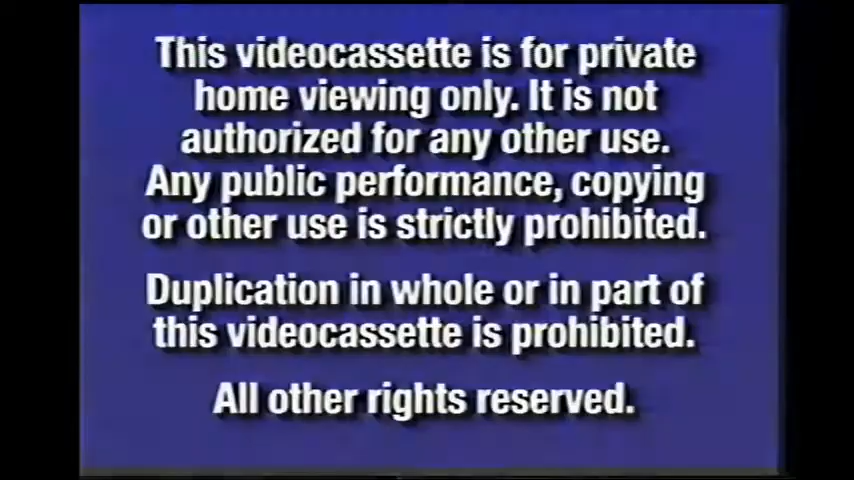 This videocassette is for private
home viewing only. It is not
authorized for any other use.
Any public performance, copying
or other use is strictly prohibited.
Duplication in whole or in part of
this videocassette is prohibited.
All other rights reserved.